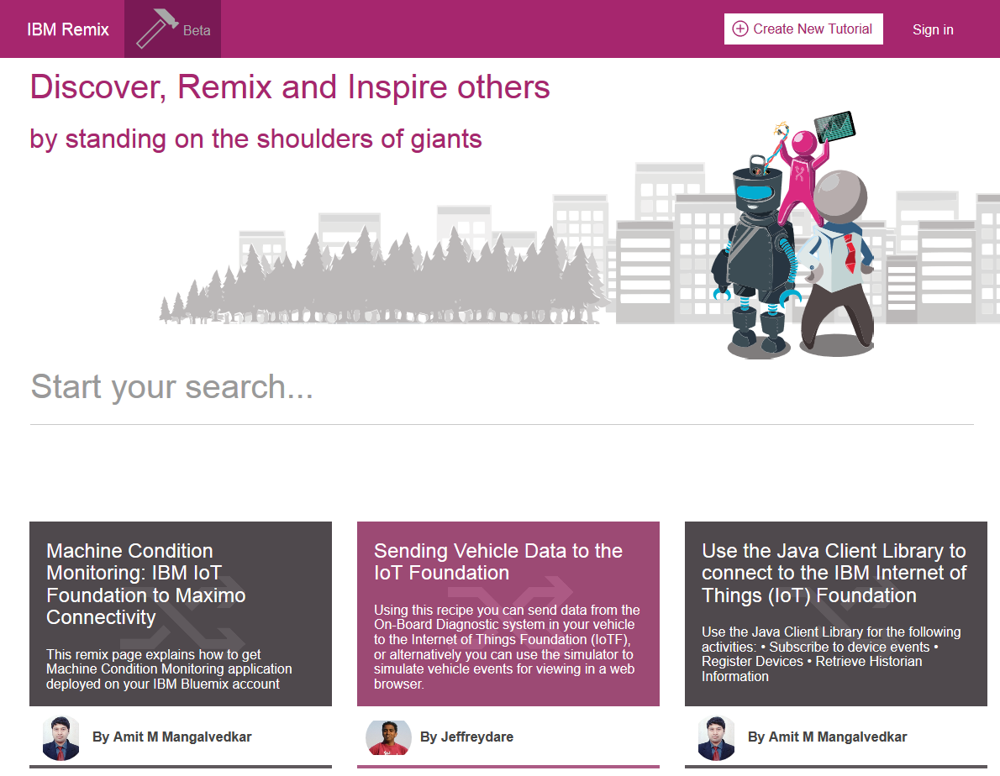 IBM Remix
Beta
Create New Tutorial
Sign in
Discover, Remix and Inspire others
by standing on the shoulders of giants
Start your search...
Machine Condition
Monitoring: IBM IoT
Foundation to Maximo
Connectivity
This remix page explains how to get
Machine Condition Monitoring application
deployed on your IBM Bluemix account
By Amit M Mangalvedkar
Sending Vehicle Data to the
IoT Foundation
Using this recipe you can send data from the
On-Board Diagnostic system in your vehicle
to the Internet of Things Foundation (IoTF),
or alternatively you can use the simulator to
simulate vehicle events for viewing in a web
browser.
By Jeffreydare
Use the Java Client Library to
connect to the IBM Internet of
Things (IoT) Foundation
Use the Java Client Library for the following
activities: • Subscribe to device events •
Register Devices • Retrieve Historian
Information
By Amit M Mangalvedkar